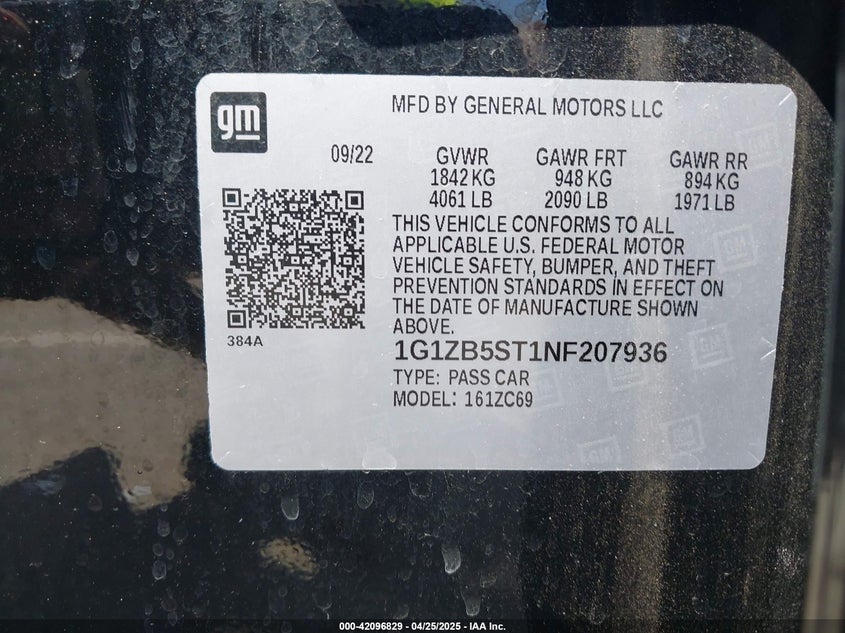 gm
MFD BY GENERAL MOTORS LLC
09/22
GVWR GAWR FRT GAWR RR
1842 KG 948 KG 894 KG
4061 LB 2090 LB 1971 LB
THIS VEHICLE CONFORMS TO ALL
APPLICABLE U.S. FEDERAL MOTOR
VEHICLE SAFETY, BUMPER, AND THEFT
PREVENTION STANDARDS IN EFFECT ON
THE DATE OF MANUFACTURE SHOWN
ABOVE.
384A
1G1ZB5ST1NF207936
TYPE: PASS CAR
MODEL: 161ZC69
000-42096829 - 04/25/2025 - IAA Inc.